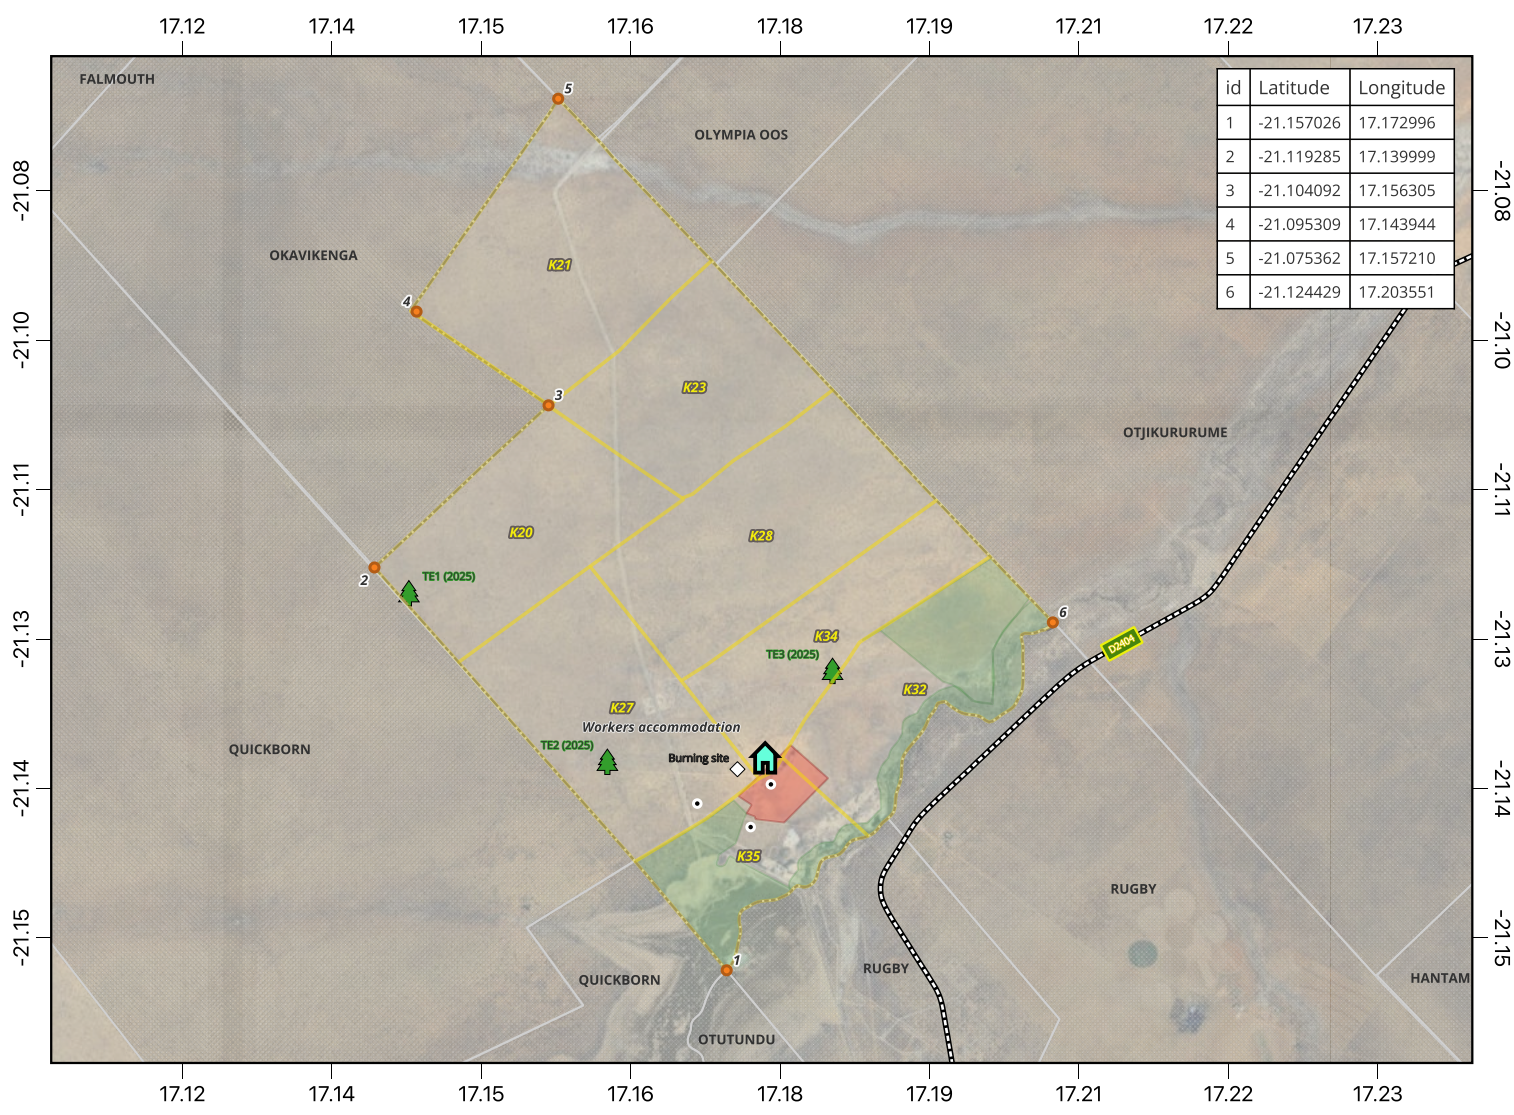 17.12 17.14 17.15 17.16 17.18 17.19 17.21 17.22 17.23
FALMOUTH
5
OLYMPIA OOS
id Latitude Longitude
1 -21.157026 17.172996
2 -21.119285 17.139999
3 -21.104092 17.156305
4 -21.095309 17.143944
5 -21.075362 17.157210
6 -21.124429 17.203551
-21.08
-21.08
OKAVIKENGA
K21
4
-21.10
-21.10
K23
3
OTJIKURURUME
-21.11
-21.11
K20
K28
2
TE1 (2025)
6
-21.13
-21.13
K34
D2404
TE3 (2025)
K32
K27
Workers accommodation
QUICKBORN
TE2 (2025)
Burning site
-21.14
-21.14
K35
RUGBY
-21.15
-21.15
1
QUICKBORN
RUGBY
HANTAM
OTUTUNDU
17.12 17.14 17.15 17.16 17.18 17.19 17.21 17.22 17.23